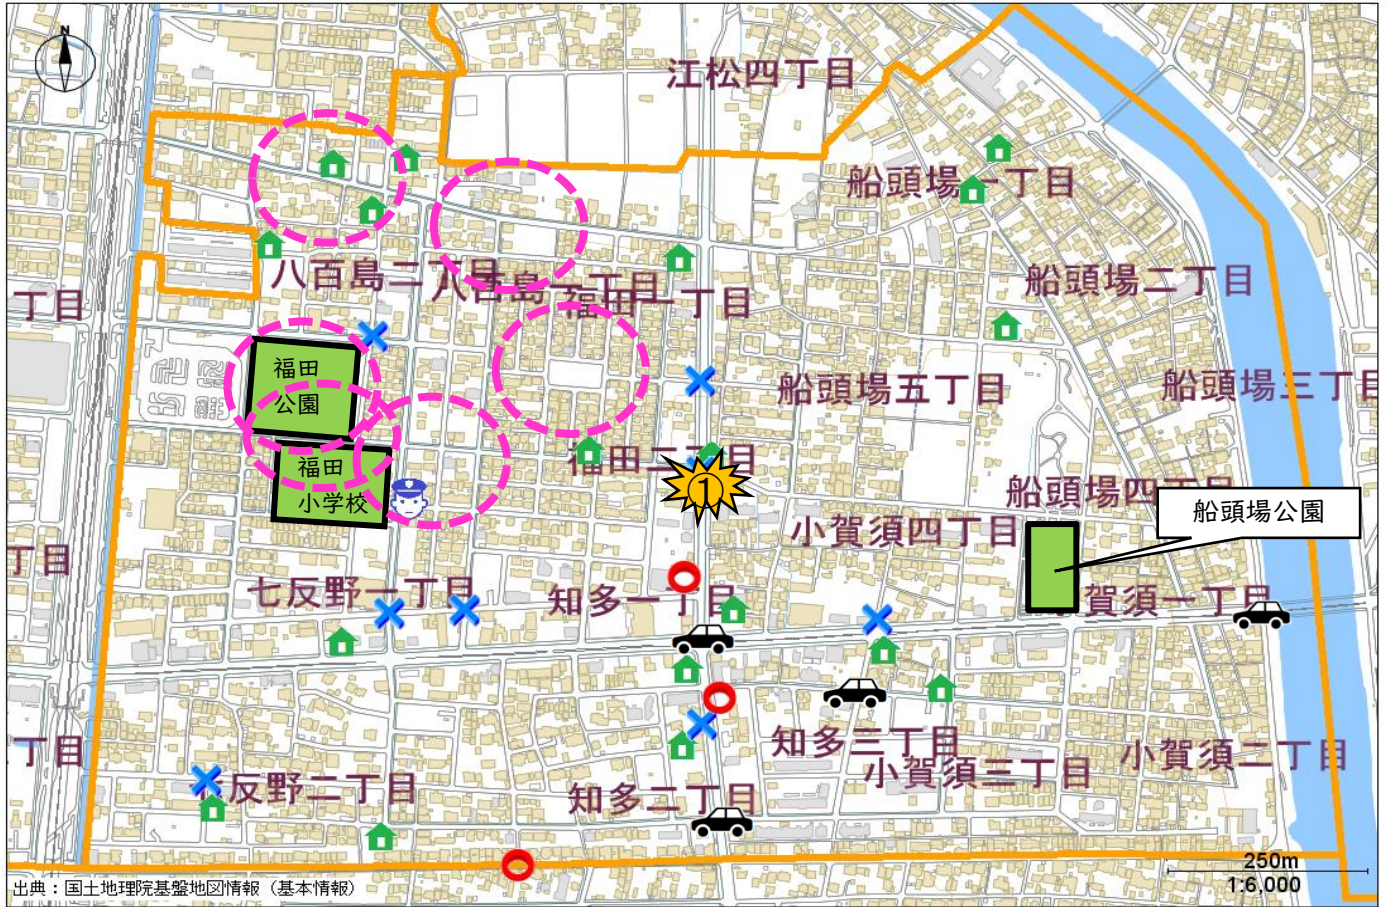 N
江松四丁目
船頭場一丁目
八百島二丁目
八百島一丁目
福田一丁目
船頭場二丁目
丁目
福田
公園
船頭場五丁目
船頭場三丁目
福田二丁目
福田
小学校
①
船頭場四丁目
船頭場公園
小賀須四丁目
丁目
七反野一丁目
知多一丁目
小賀須一丁目
丁目
知多三丁目
小賀須三丁目
小賀須二丁目
七反野二丁目
知多二丁目
250m
1:6,000
出典：国土地理院基盤地図情報（基本情報）